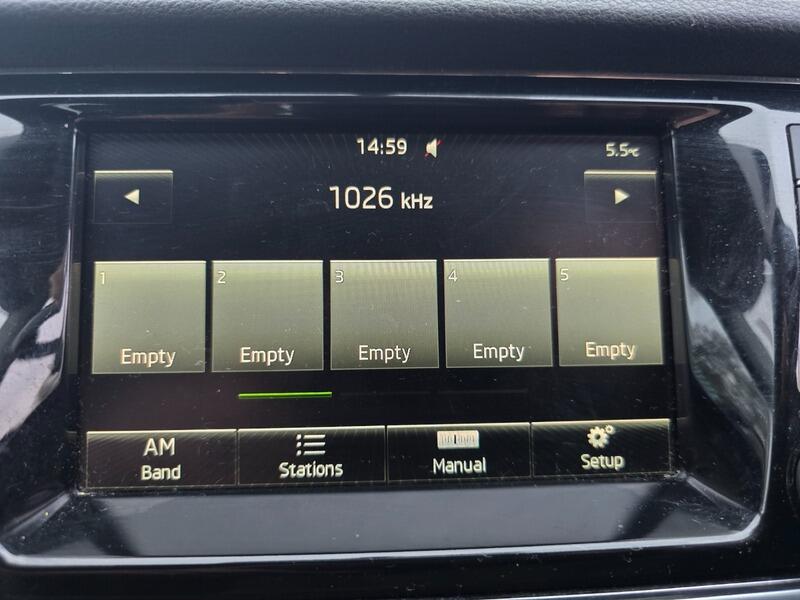 14:59
5.5°C
1026 kHz
1
2
3
4
5
Empty
Empty
Empty
Empty
Empty
AM
Band
Stations
Manual
Setup